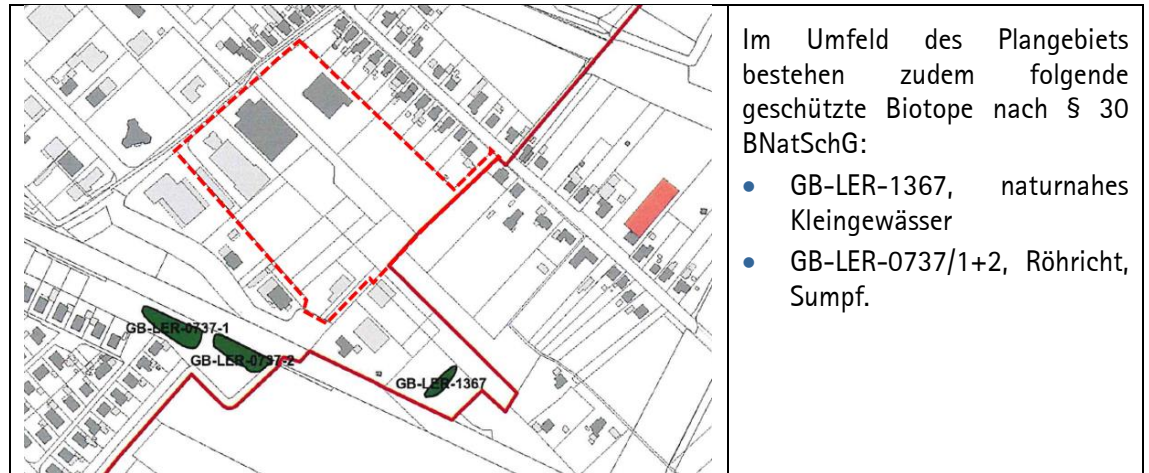 GB-LER-0737-1
GB-LER-0737-2
GB-LER-1367
Im Umfeld des Plangebiets
bestehen zudem folgende
geschützte Biotope nach § 30
BNatSchG:
• GB-LER-1367, naturnahes
Kleingewässer
• GB-LER-0737/1+2, Röhricht,
Sumpf.